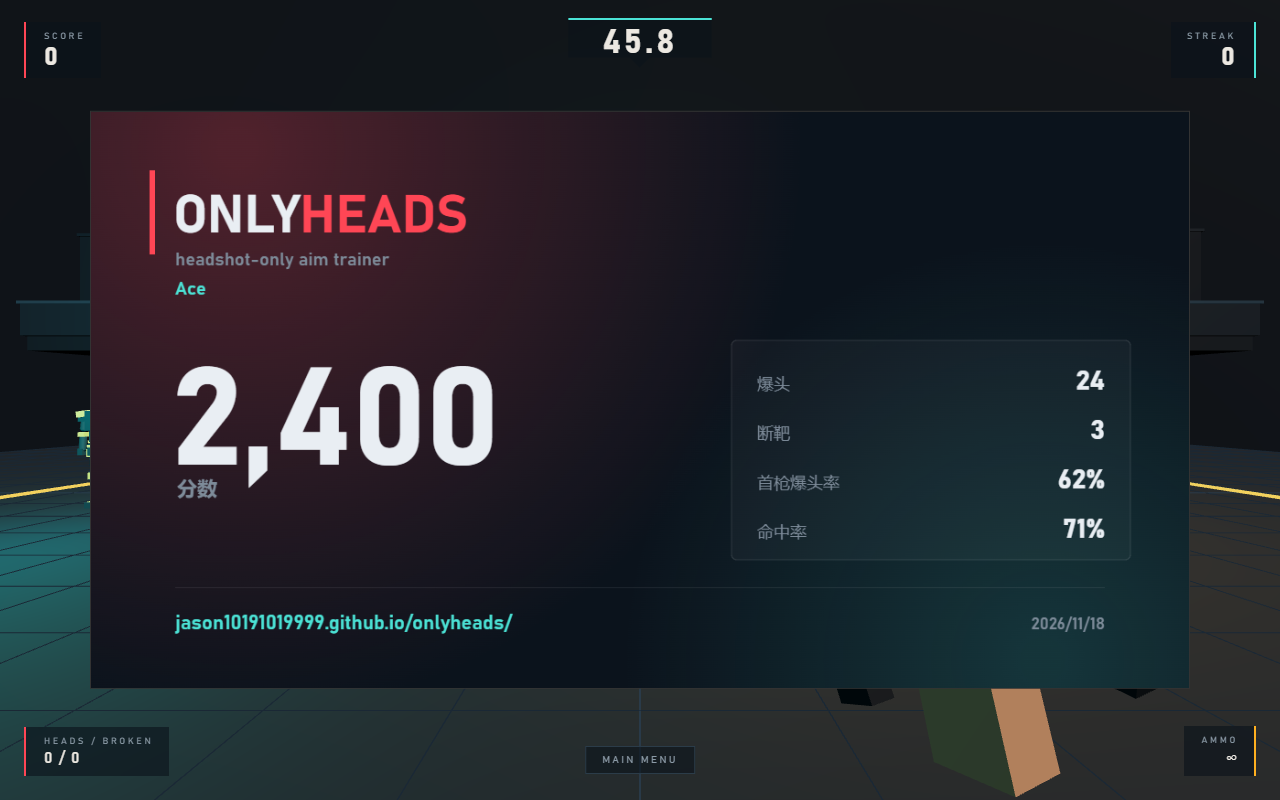 SCORE
0
45.8
STREAK
0
ONLYHEADS
headshot-only aim trainer
Ace
2,400
分数
爆头 24
断靶 3
首枪爆头率 62%
命中率 71%
jason10191019999.github.io/onlyheads/
2026/11/18
HEADS / BROKEN
0 / 0
MAIN MENU
AMMO
∞